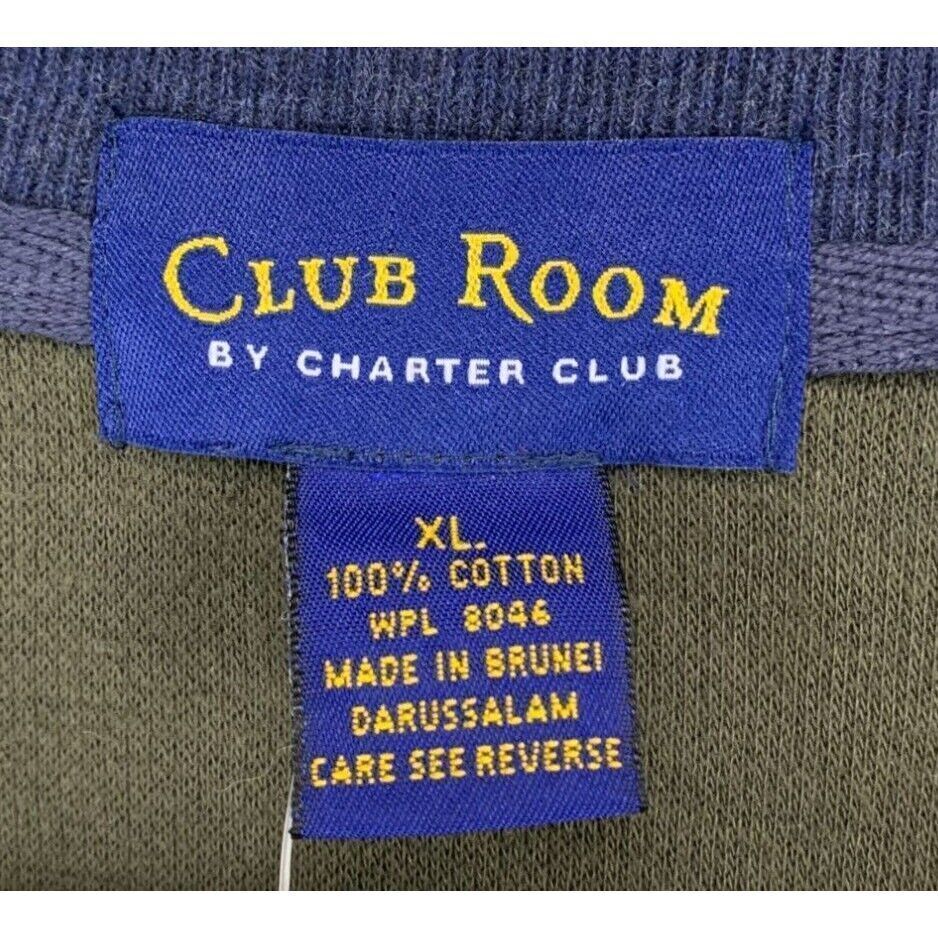 CLUB ROOM
BY CHARTER CLUB
XL.
100% COTTON
WPL 8046
MADE IN BRUNEI
DARUSSALAM
CARE SEE REVERSE